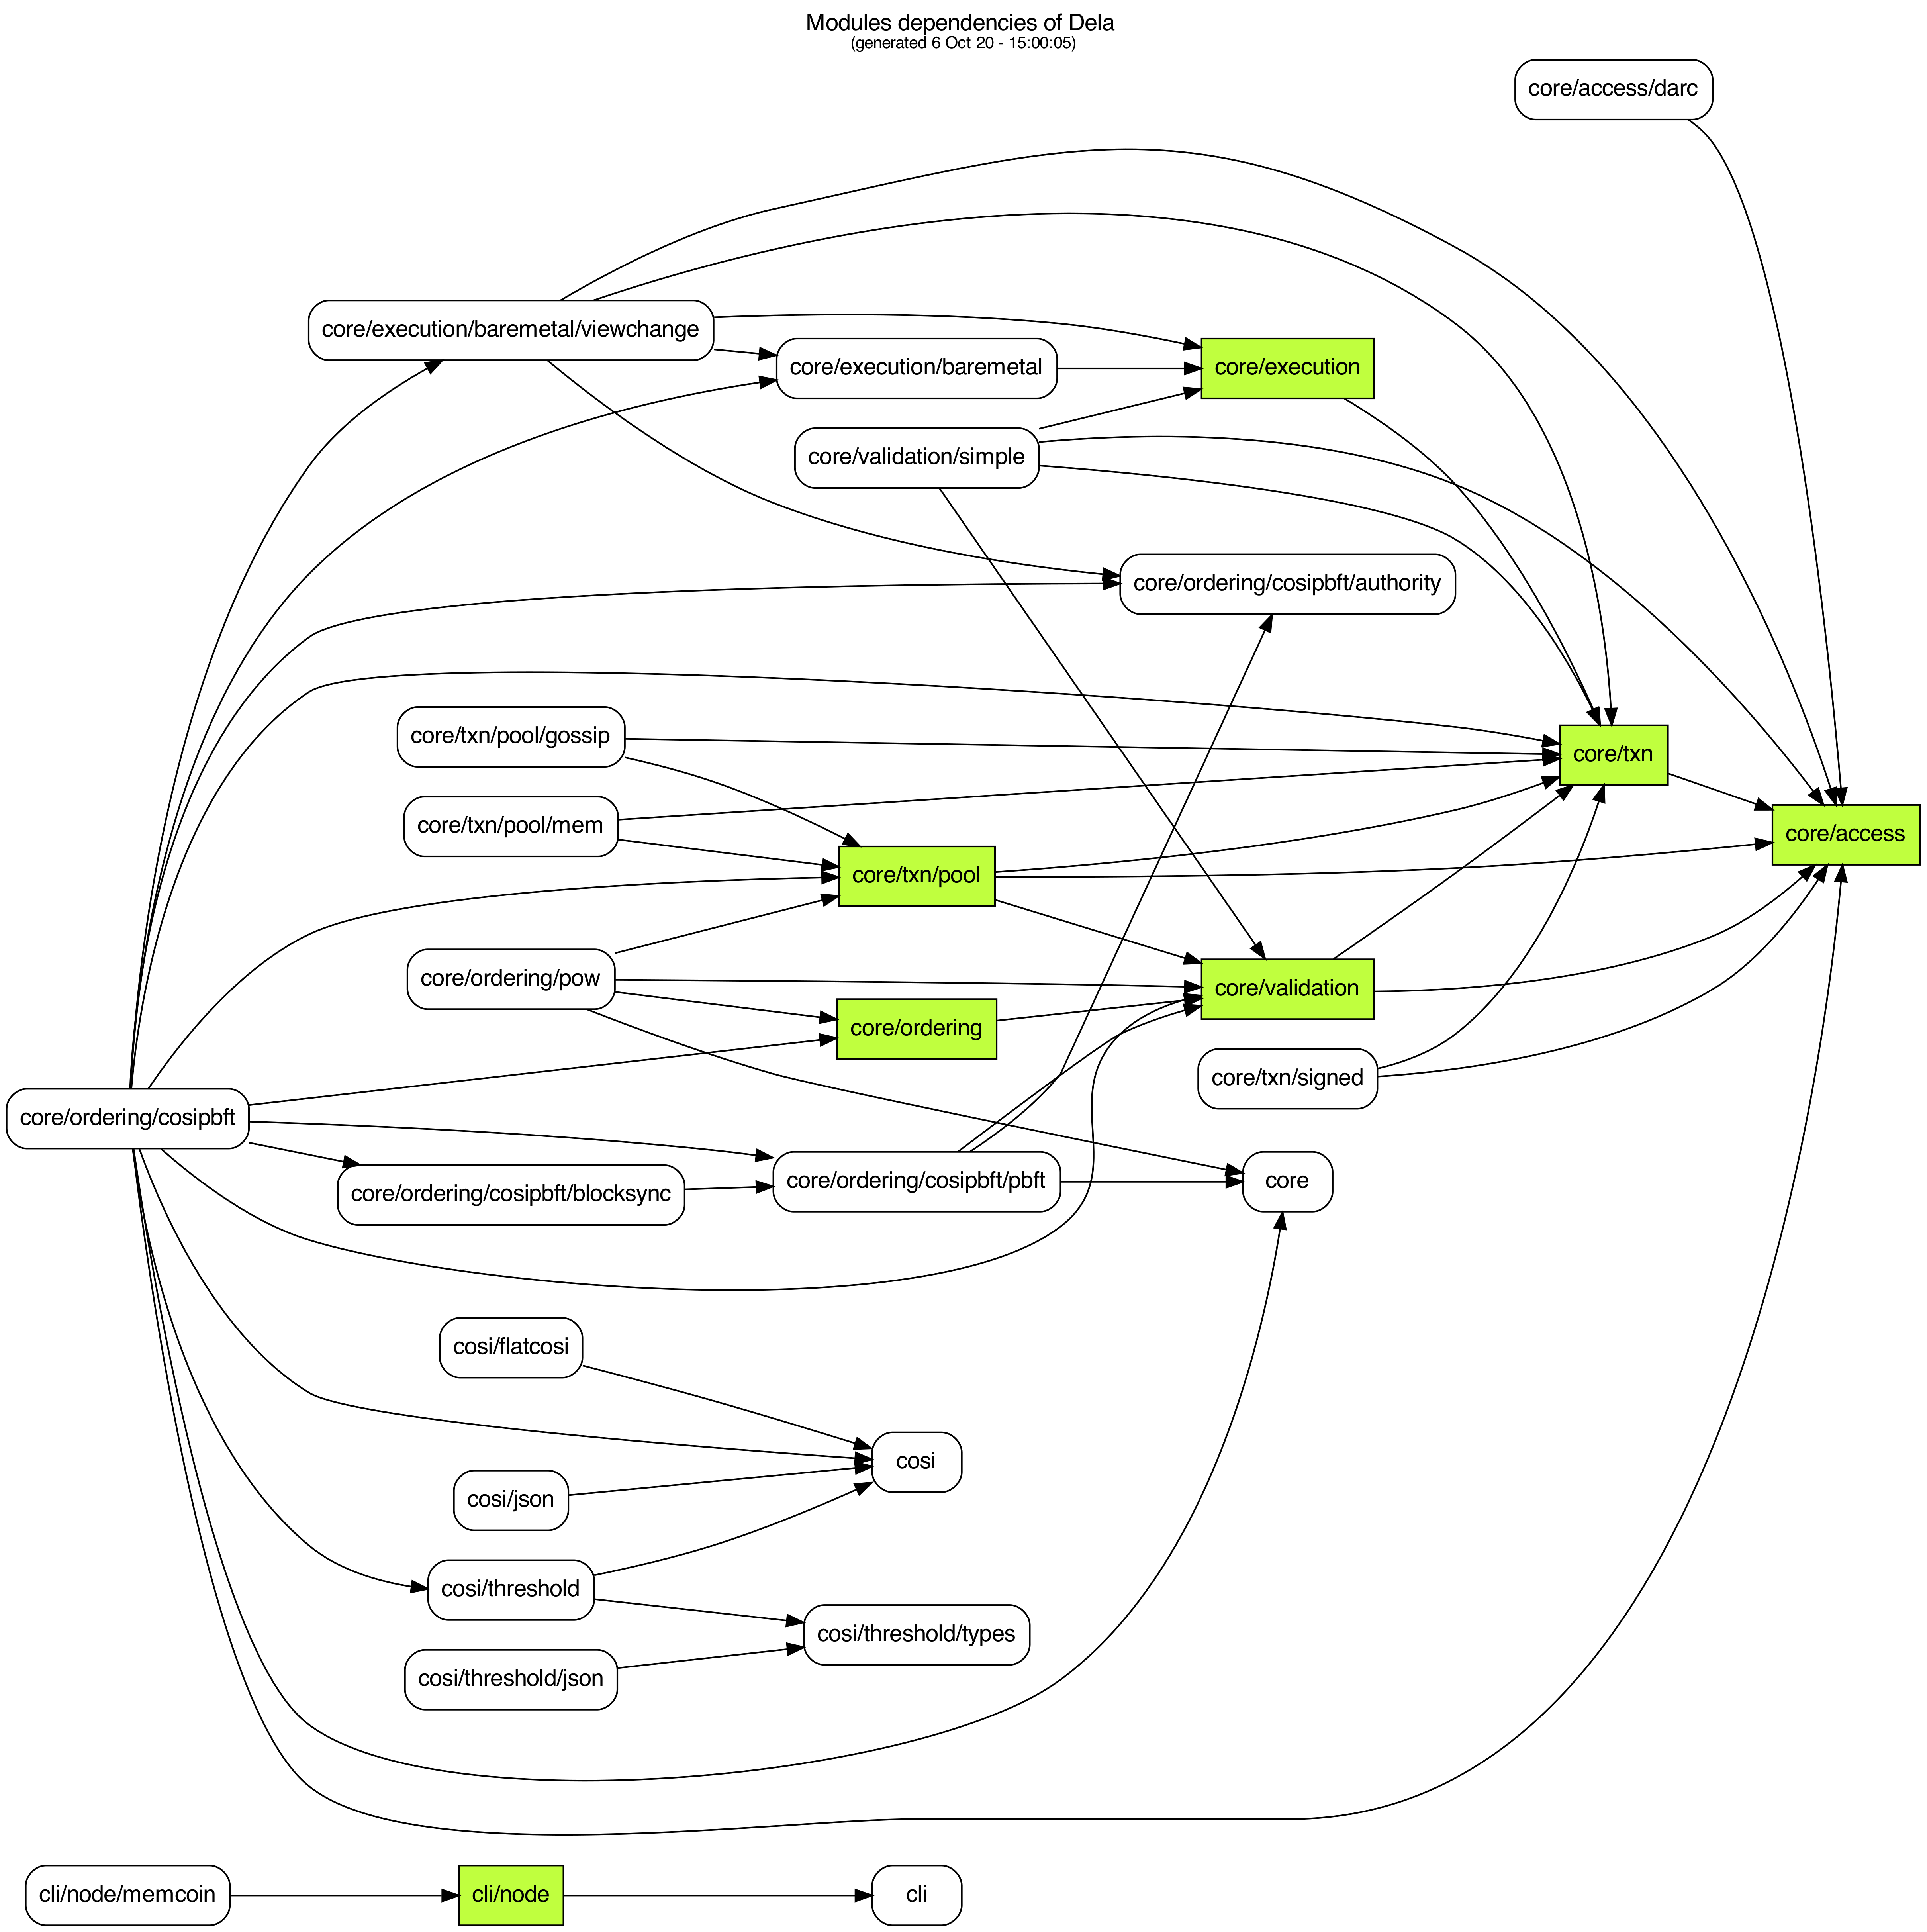 Modules dependencies of Dela
(generated 6 Oct 20 - 15:00:05)
core/access/darc
core/execution/baremetal/viewchange
core/execution/baremetal
core/execution
core/validation/simple
core/ordering/cosipbft/authority
core/txn/pool/gossip
core/txn
core/txn/pool/mem
core/access
core/txn/pool
core/ordering/pow
core/validation
core/ordering
core/txn/signed
core/ordering/cosipbft
core/ordering/cosipbft/pbft
core
core/ordering/cosipbft/blocksync
cosi/flatcosi
cosi
cosi/json
cosi/threshold
cosi/threshold/types
cosi/threshold/json
cli/node/memcoin
cli/node
cli